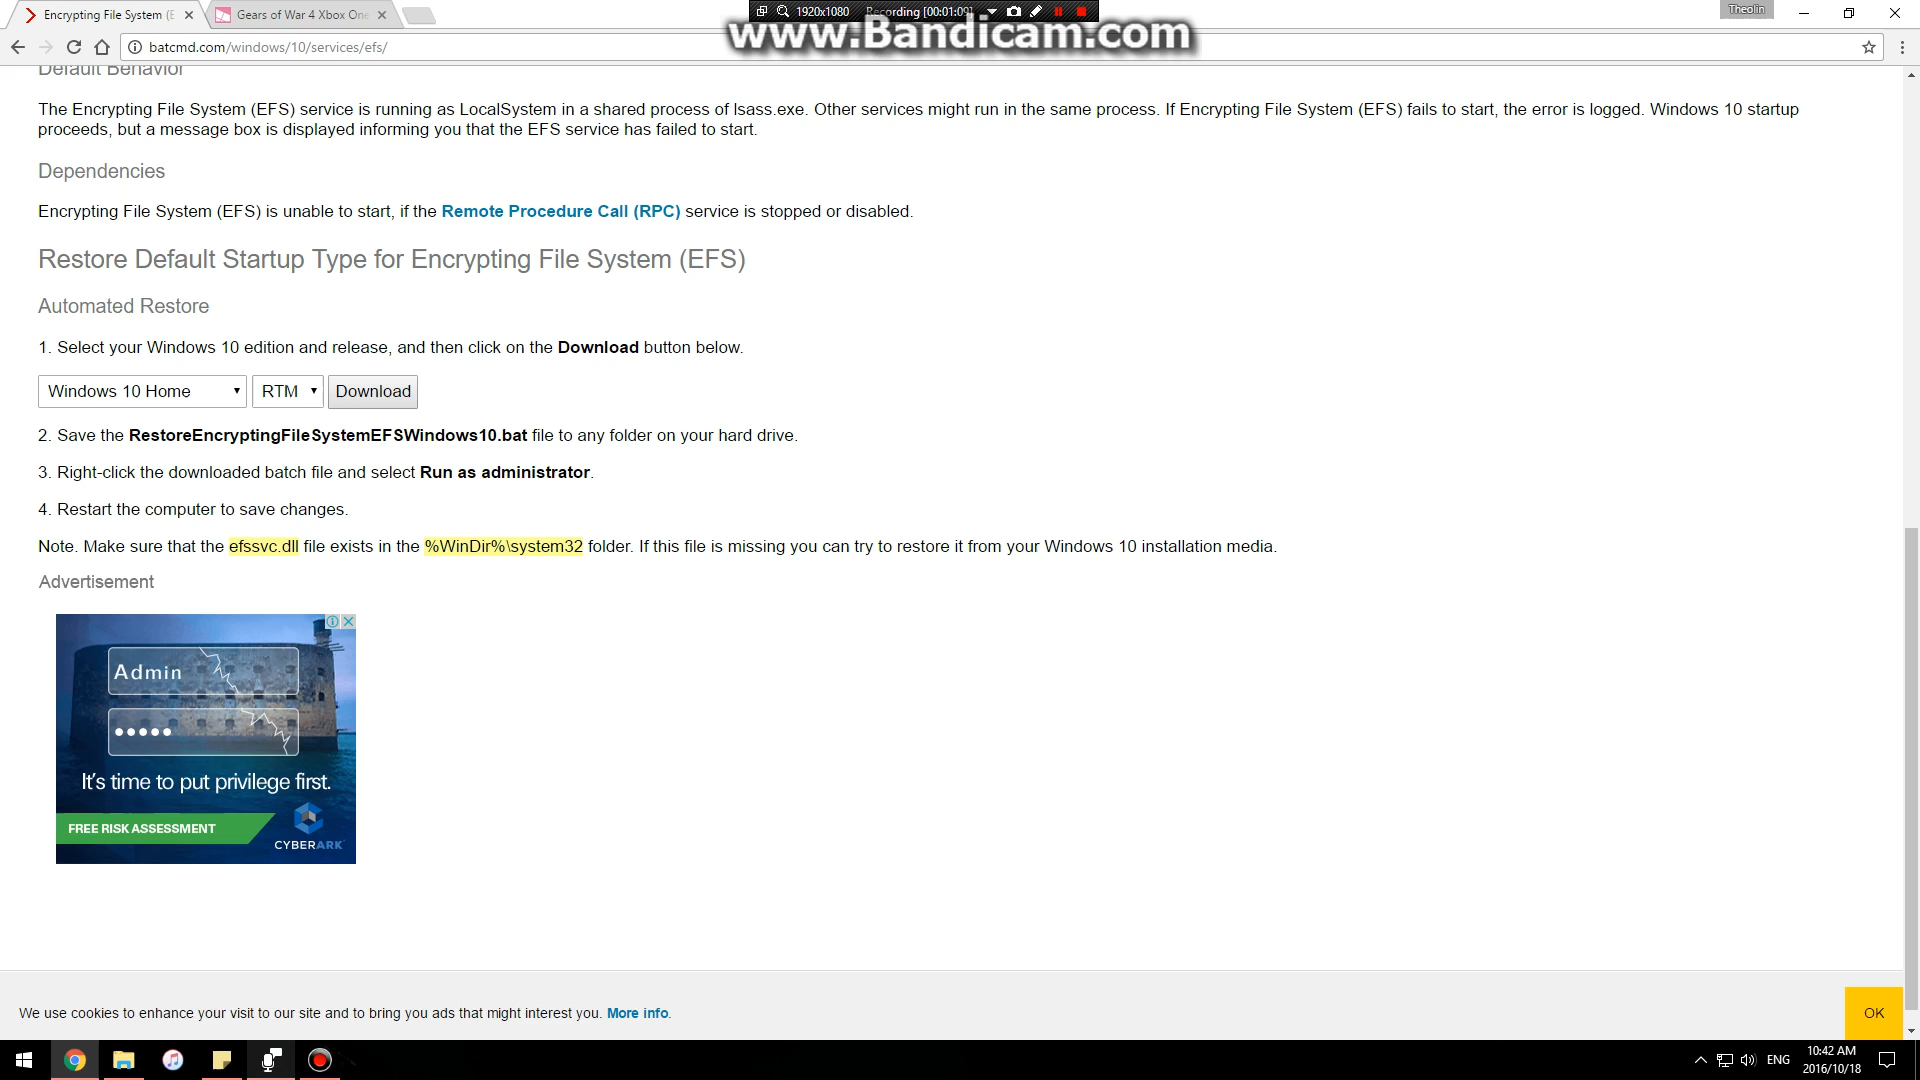 Encrypting File System (E
Gears of War 4 Xbox One
1920x1080
Recording [00:01:09]
Theolin
www.Bandicam.com
batcmd.com/windows/10/services/efs/
Default Behavior
The Encrypting File System (EFS) service is running as LocalSystem in a shared process of lsass.exe. Other services might run in the same process. If Encrypting File System (EFS) fails to start, the error is logged. Windows 10 startup
proceeds, but a message box is displayed informing you that the EFS service has failed to start.
Dependencies
Encrypting File System (EFS) is unable to start, if the Remote Procedure Call (RPC) service is stopped or disabled.
Restore Default Startup Type for Encrypting File System (EFS)
Automated Restore
1. Select your Windows 10 edition and release, and then click on the Download button below.
Windows 10 Home
RTM
Download
2. Save the RestoreEncryptingFileSystemEFSWindows10.bat file to any folder on your hard drive.
3. Right-click the downloaded batch file and select Run as administrator.
4. Restart the computer to save changes.
Note. Make sure that the efssvc.dll file exists in the %WinDir%\system32 folder. If this file is missing you can try to restore it from your Windows 10 installation media.
Advertisement
Admin
It's time to put privilege first.
FREE RISK ASSESSMENT
CYBERARK
We use cookies to enhance your visit to our site and to bring you ads that might interest you. More info.
OK
ENG
10:42 AM
2016/10/18